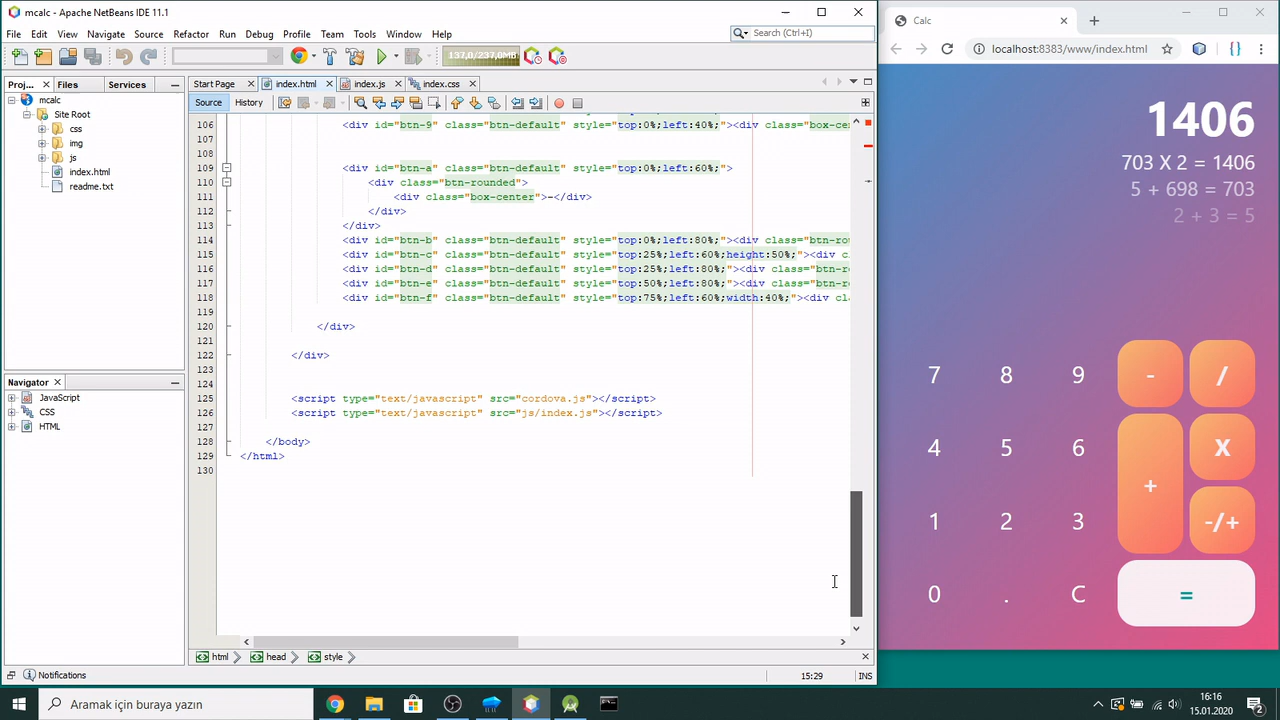 mcalc - Apache NetBeans IDE 11.1
File Edit View Navigate Source Refactor Run Debug Profile Team Tools Window Help
Search (Ctrl+I)
137,0/237,0MB
Proj... Files Services
mcalc
Site Root
css
img
js
index.html
readme.txt
Navigator
JavaScript
CSS
HTML
Start Page index.html index.js index.css
Source History
106 <div id="btn-9" class="btn-default" style="top:0%;left:40%;"><div class="box-ce
107
108
109 <div id="btn-a" class="btn-default" style="top:0%;left:60%;">
110 <div class="btn-rounded">
111 <div class="box-center">-</div>
112 </div>
113 </div>
114 <div id="btn-b" class="btn-default" style="top:0%;left:80%;"><div class="btn-rou
115 <div id="btn-c" class="btn-default" style="top:25%;left:60%;height:50%;"><div c
116 <div id="btn-d" class="btn-default" style="top:25%;left:80%;"><div class="btn-r
117 <div id="btn-e" class="btn-default" style="top:50%;left:80%;"><div class="btn-r
118 <div id="btn-f" class="btn-default" style="top:75%;left:60%;width:40%;"><div cl
119
120 </div>
121
122 </div>
123
124
125 <script type="text/javascript" src="cordova.js"></script>
126 <script type="text/javascript" src="js/index.js"></script>
127
128 </body>
129 </html>
130
html head style
Notifications
15:29 INS
Calc
localhost:8383/www/index.html
1406
703 X 2 = 1406
5 + 698 = 703
2 + 3 = 5
7 8 9 - /
4 5 6 + X
1 2 3 -/+
0 . C =
Aramak için buraya yazın
16:16
15.01.2020
2